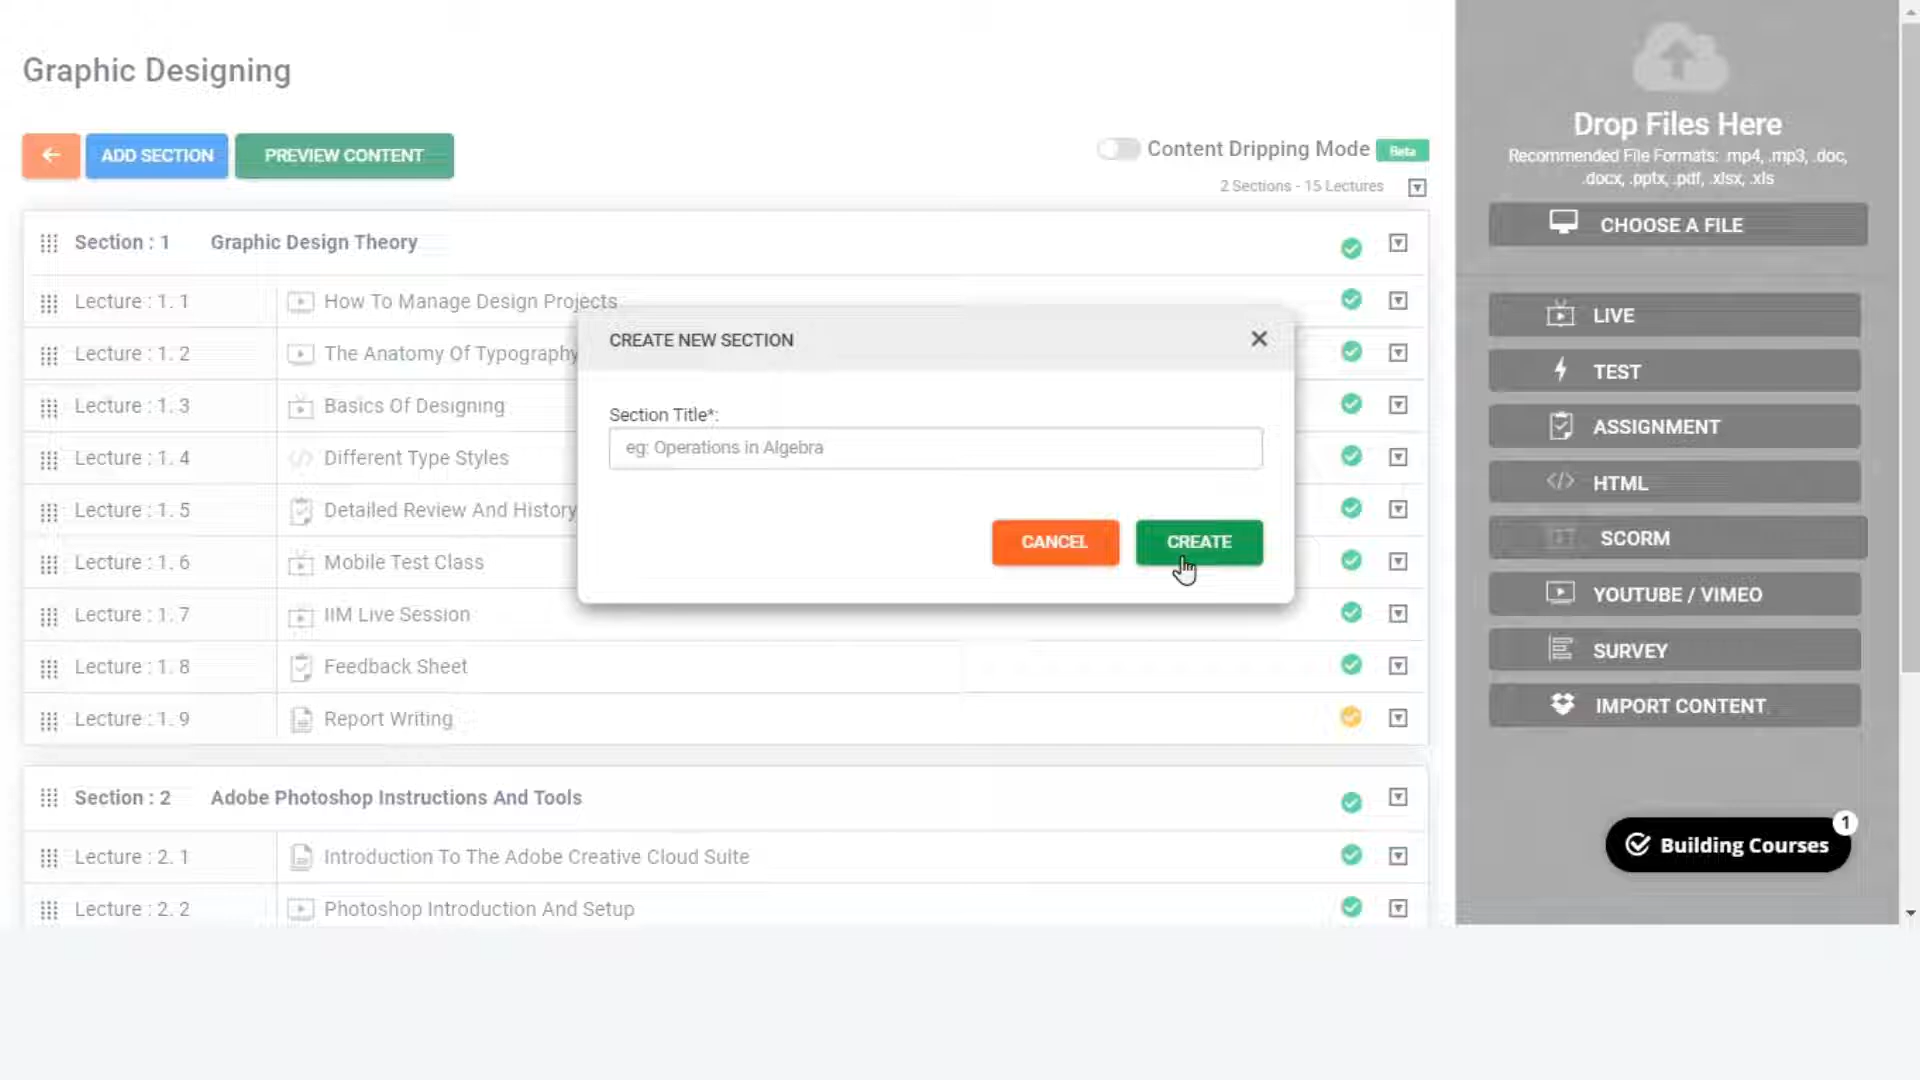 Graphic Designing
ADD SECTION
PREVIEW CONTENT
Content Dripping Mode Beta
2 Sections - 15 Lectures
Section : 1 Graphic Design Theory
Lecture : 1. 1 How To Manage Design Projects
Lecture : 1. 2 The Anatomy Of Typography
Lecture : 1. 3 Basics Of Designing
Lecture : 1. 4 Different Type Styles
Lecture : 1. 5 Detailed Review And History
Lecture : 1. 6 Mobile Test Class
Lecture : 1. 7 IIM Live Session
Lecture : 1. 8 Feedback Sheet
Lecture : 1. 9 Report Writing
Section : 2 Adobe Photoshop Instructions And Tools
Lecture : 2. 1 Introduction To The Adobe Creative Cloud Suite
Lecture : 2. 2 Photoshop Introduction And Setup
CREATE NEW SECTION
Section Title*:
eg: Operations in Algebra
CANCEL
CREATE
Drop Files Here
Recommended File Formats: .mp4, .mp3, .doc,
.docx, .pptx, .pdf, .xlsx, .xls
CHOOSE A FILE
LIVE
TEST
ASSIGNMENT
HTML
SCORM
YOUTUBE / VIMEO
SURVEY
IMPORT CONTENT
1
Building Courses